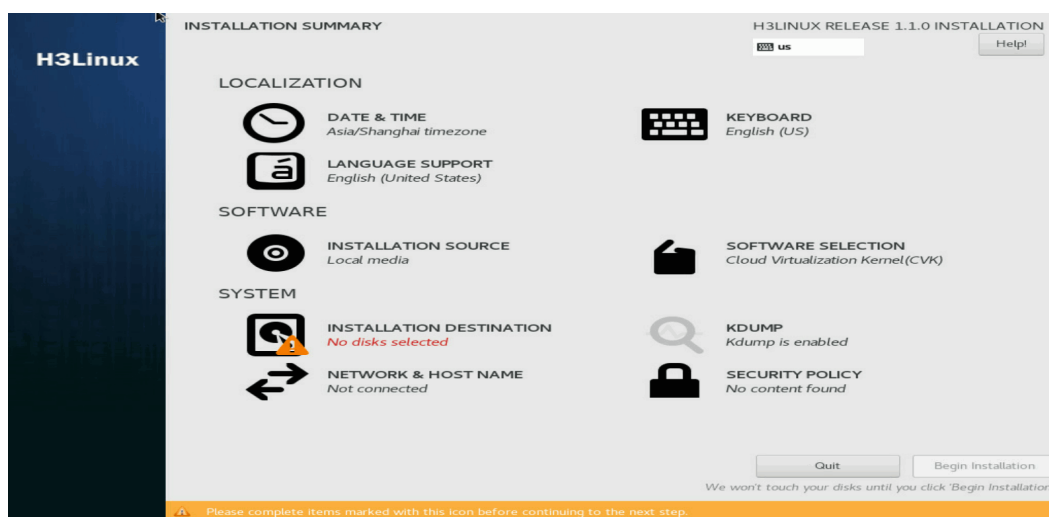 INSTALLATION SUMMARY
H3LINUX RELEASE 1.1.0 INSTALLATION
us
Help!
H3Linux
LOCALIZATION
DATE & TIME
Asia/Shanghai timezone
KEYBOARD
English (US)
á
LANGUAGE SUPPORT
English (United States)
SOFTWARE
INSTALLATION SOURCE
Local media
SOFTWARE SELECTION
Cloud Virtualization Kernel(CVK)
SYSTEM
INSTALLATION DESTINATION
No disks selected
KDUMP
Kdump is enabled
NETWORK & HOST NAME
Not connected
SECURITY POLICY
No content found
Quit
Begin Installation
We won't touch your disks until you click 'Begin Installation
Please complete items marked with this icon before continuing to the next step.